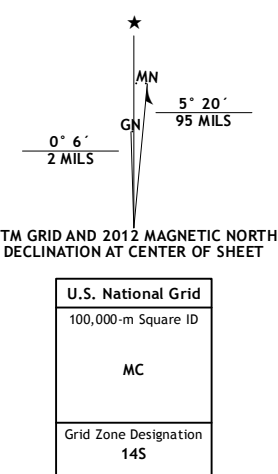 ★
MN
5° 20´
95 MILS
GN
0° 6´
2 MILS
TM GRID AND 2012 MAGNETIC NORTH
DECLINATION AT CENTER OF SHEET
U.S. National Grid
100,000-m Square ID
MC
Grid Zone Designation
14S